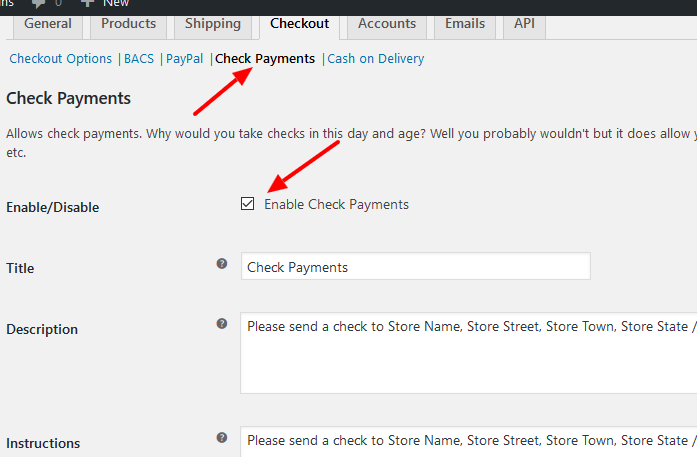 ins 0 New
General Products Shipping Checkout Accounts Emails API
Checkout Options | BACS | PayPal | Check Payments | Cash on Delivery
Check Payments
Allows check payments. Why would you take checks in this day and age? Well you probably wouldn't but it does allow
etc.
Enable/Disable Enable Check Payments
Title ? Check Payments
Description ? Please send a check to Store Name, Store Street, Store Town, Store State /
Instructions ? Please send a check to Store Name, Store Street, Store Town, Store State /